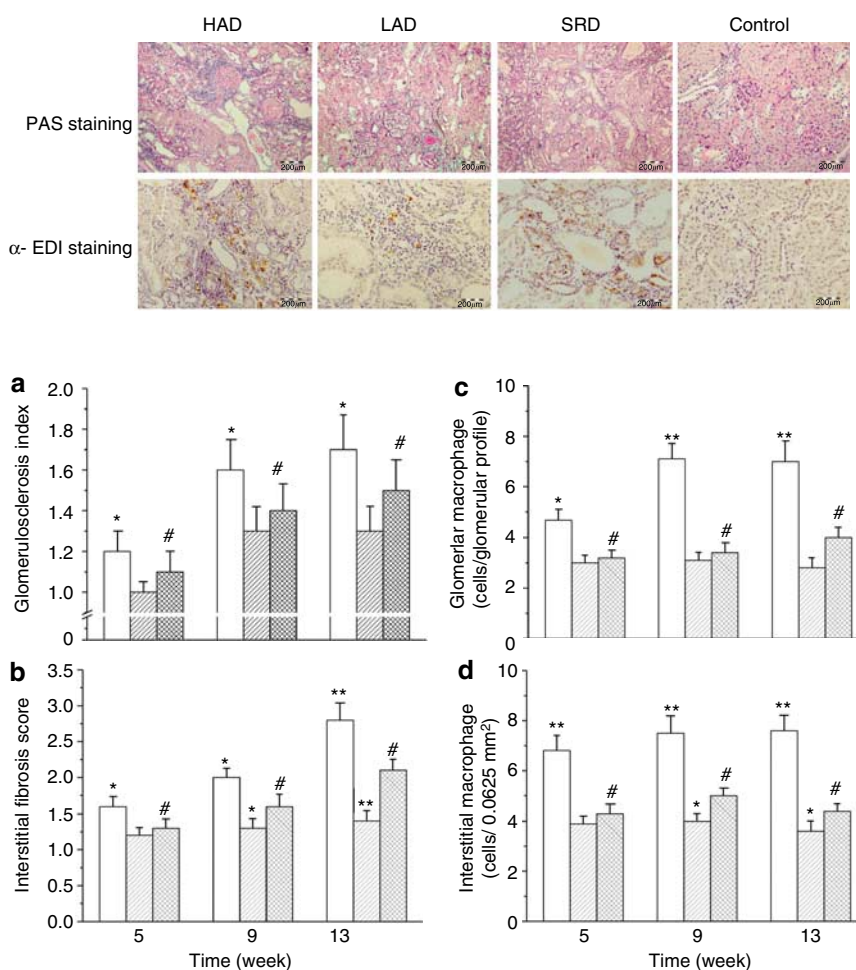 HAD LAD SRD Control
PAS staining
200μm 200μm 200μm 200μm
α- EDI staining
200μm 200μm 200μm 200μm
a
Glomerulosclerosis index
2.0
1.8
1.6
1.4
1.2
1.0
0
* # * # * #
b
Interstitial fibrosis score
3.5
3.0
2.5
2.0
1.5
1.0
0.5
0.0
* # * * # ** ** #
5 9 13
Time (week)
c
Glomerlar macrophage
(cells/glomerular profile)
10
8
6
4
2
0
* # ** # ** #
d
Interstitial macrophage
(cells/ 0.0625 mm²)
10
8
6
4
2
0
** # ** * # ** * #
5 9 13
Time (week)